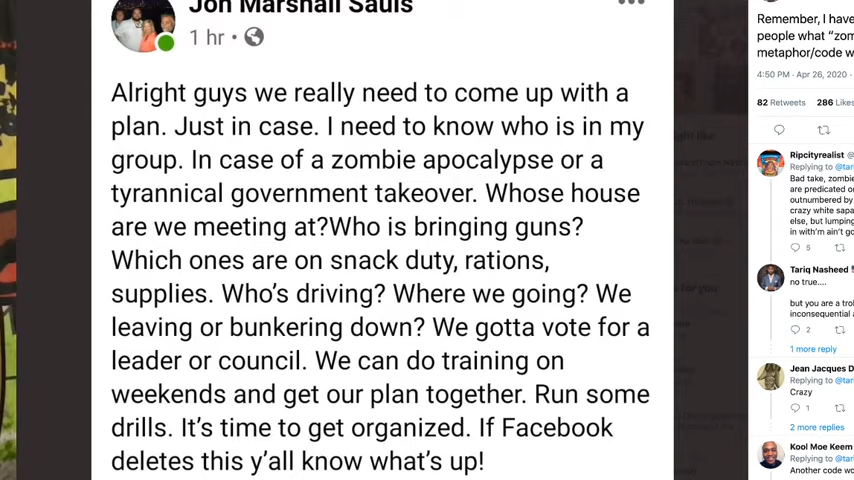 Jon Marshall Sauls
1 hr •
Alright guys we really need to come up with a
plan. Just in case. I need to know who is in my
group. In case of a zombie apocalypse or a
tyrannical government takeover. Whose house
are we meeting at?Who is bringing guns?
Which ones are on snack duty, rations,
supplies. Who's driving? Where we going? We
leaving or bunkering down? We gotta vote for a
leader or council. We can do training on
weekends and get our plan together. Run some
drills. It's time to get organized. If Facebook
deletes this y'all know what's up!
Remember, I have
people what "zom
metaphor/code w
4:50 PM · Apr 26, 2020 ·
82 Retweets 286 Likes
Ripcityrealist @
Replying to @tar
Bad take, zombie
are predicated o
outnumbered by
crazy white sapa
else, but lumping
in with'm ain't go
5
Tariq Nasheed
no true....
but you are a trol
inconsequential a
2
1 more reply
Jean Jacques D
Replying to @tar
Crazy
1
2 more replies
Kool Moe Keem
Replying to @tar
Another code wo